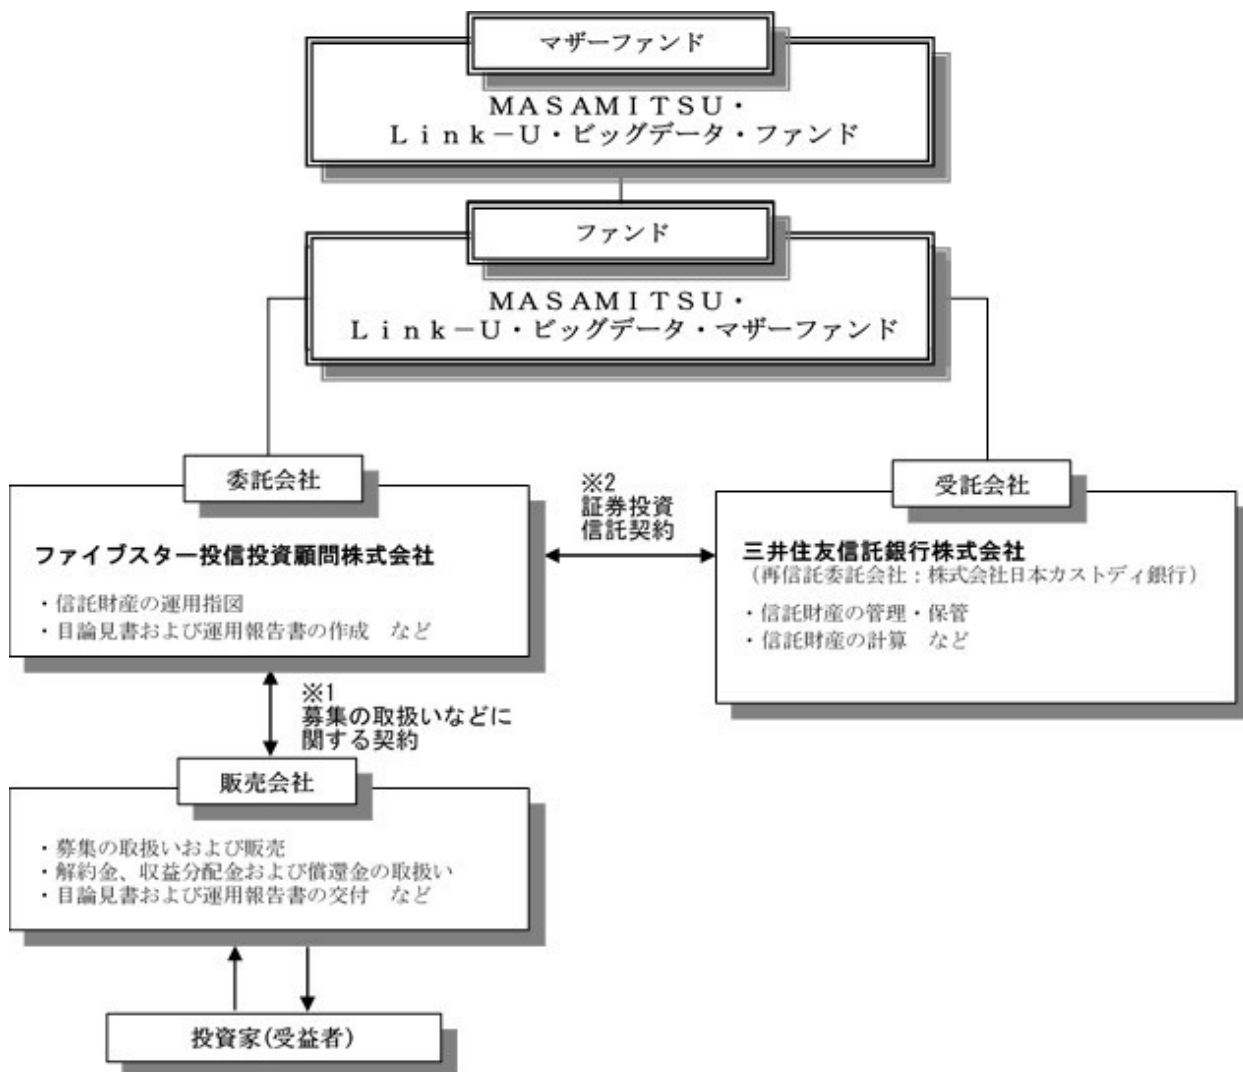 マザーファンド
ＭＡＳＡＭＩＴＳＵ・
Ｌｉｎｋ－Ｕ・ビッグデータ・ファンド
ファンド
ＭＡＳＡＭＩＴＳＵ・
Ｌｉｎｋ－Ｕ・ビッグデータ・マザーファンド
委託会社
ファイブスター投信投資顧問株式会社
・信託財産の運用指図
・目論見書および運用報告書の作成　など
※2
証券投資
信託契約
受託会社
三井住友信託銀行株式会社
（再信託委託会社：株式会社日本カストディ銀行）
・信託財産の管理・保管
・信託財産の計算　など
※1
募集の取扱いなどに
関する契約
販売会社
・募集の取扱いおよび販売
・解約金、収益分配金および償還金の取扱い
・目論見書および運用報告書の交付　など
投資家(受益者)